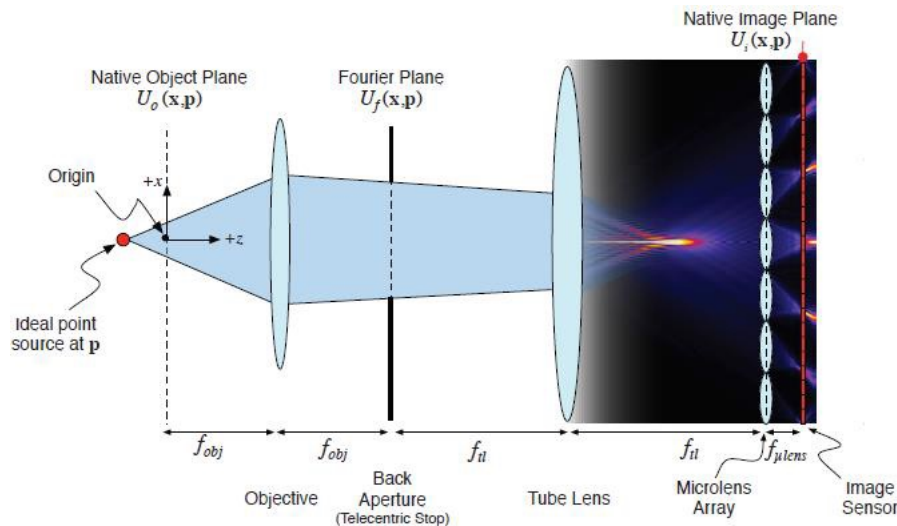 Native Image Plane
U_i(x,p)
Native Object Plane
U_o(x,p)
Fourier Plane
U_f(x,p)
Origin
+x
+z
Ideal point
source at p
f_obj
f_obj
f_tl
f_tl
f_μlens
Objective
Back
Aperture
(Telecentric Stop)
Tube Lens
Microlens
Array
Image
Sensor